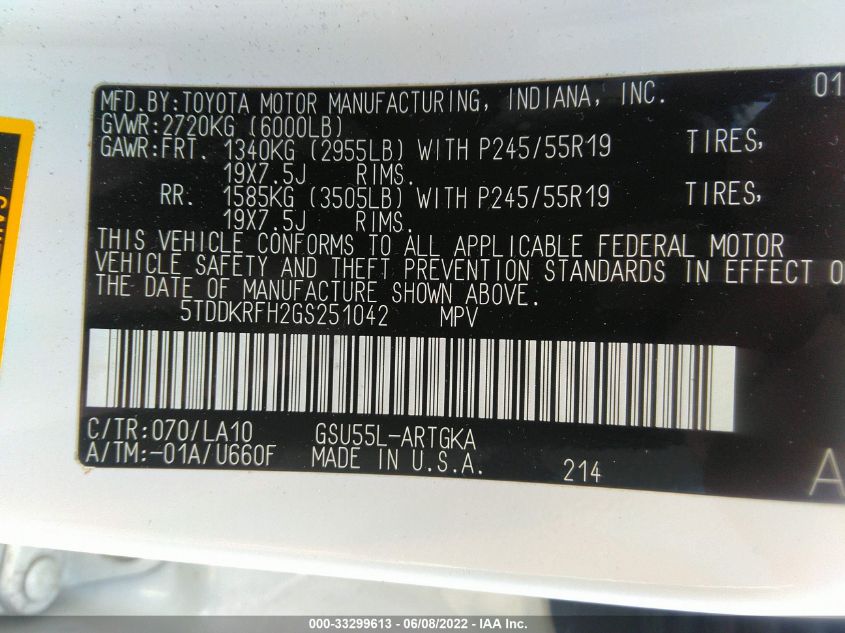 MFD.BY:TOYOTA MOTOR MANUFACTURING, INDIANA, INC. 01
GVWR:2720KG (6000LB)
GAWR:FRT. 1340KG (2955LB) WITH P245/55R19 TIRES,
19X7.5J RIMS.
RR. 1585KG (3505LB) WITH P245/55R19 TIRES,
19X7.5J RIMS.
THIS VEHICLE CONFORMS TO ALL APPLICABLE FEDERAL MOTOR
VEHICLE SAFETY AND THEFT PREVENTION STANDARDS IN EFFECT O
THE DATE OF MANUFACTURE SHOWN ABOVE.
5TDDKRFH2GS251042 MPV
C/TR:070/LA10 GSU55L-ARTGKA
A/TM:-01A/U660F MADE IN U.S.A. 214
A
000-33299613 - 06/08/2022 - IAA Inc.